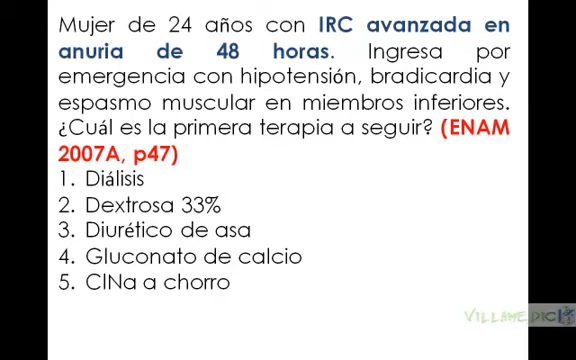 Mujer de 24 años con IRC avanzada en
anuria de 48 horas. Ingresa por
emergencia con hipotensión, bradicardia y
espasmo muscular en miembros inferiores.
¿Cuál es la primera terapia a seguir? (ENAM
2007A, p47)
1. Diálisis
2. Dextrosa 33%
3. Diurético de asa
4. Gluconato de calcio
5. ClNa a chorro
VILLAMEDIC